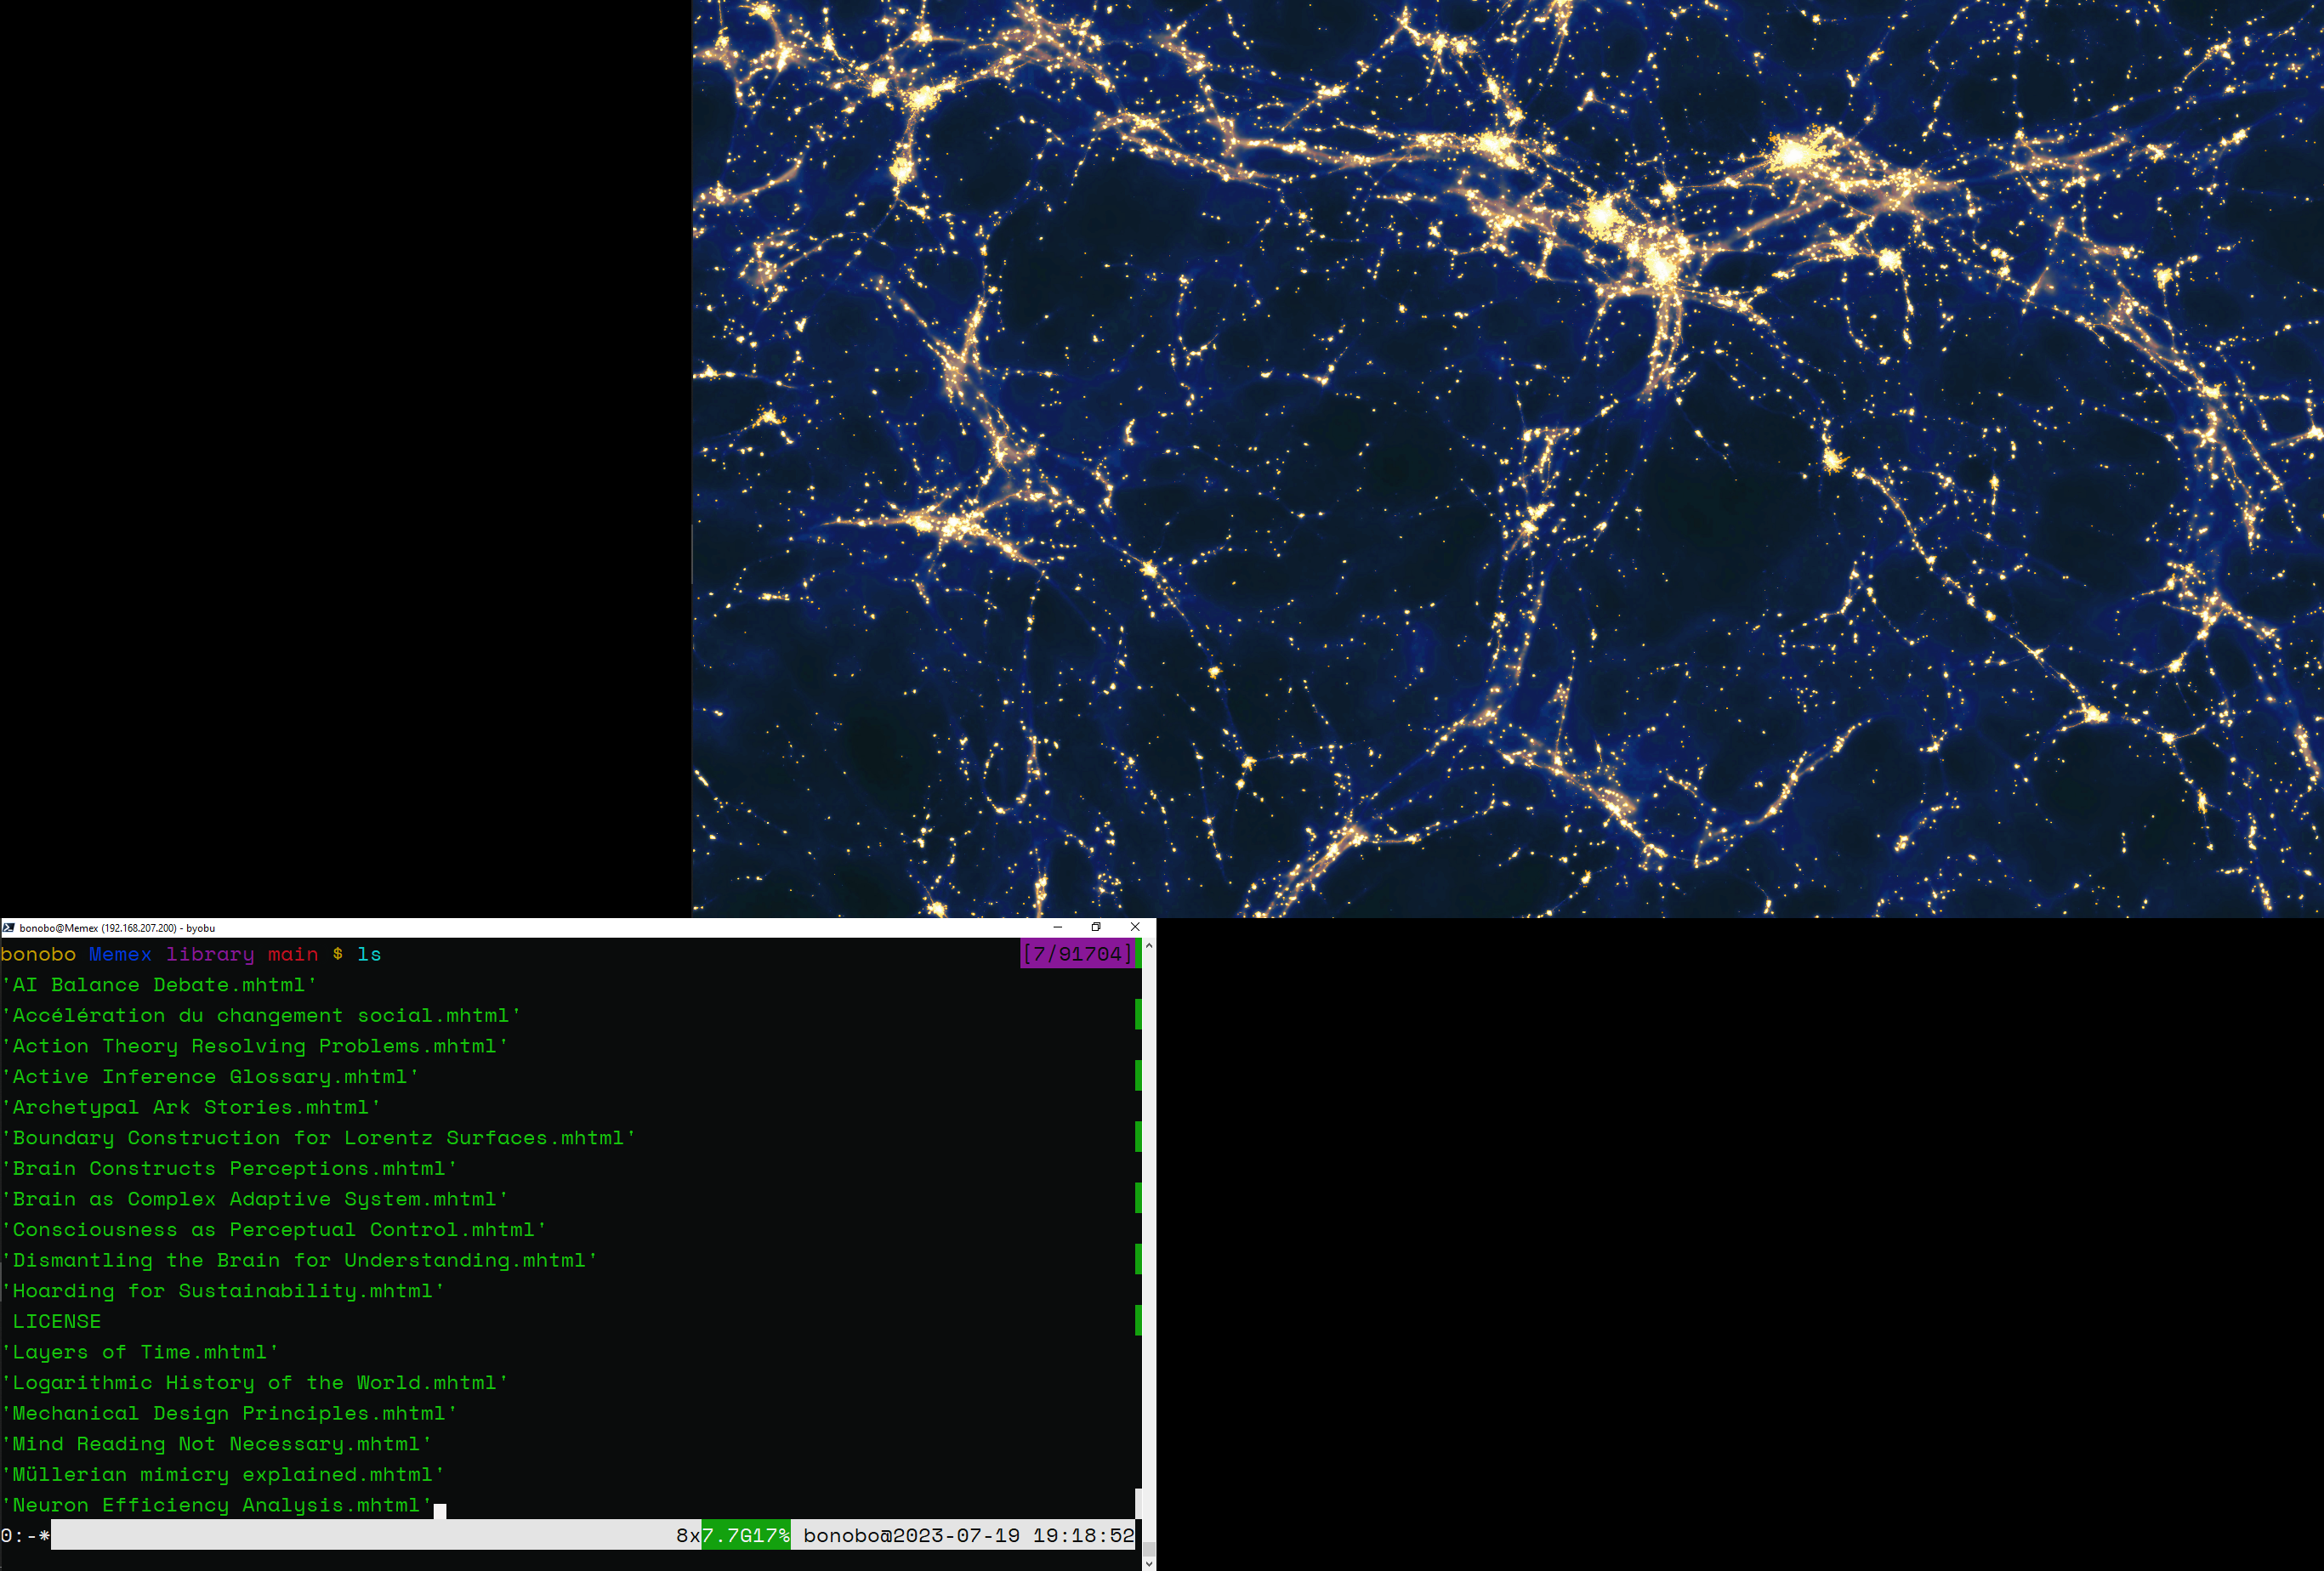 bonobo@Memex (192.168.207.200) - byobu
bonobo Memex library main $ ls [7/91704]
'AI Balance Debate.mhtml'
'Accélération du changement social.mhtml'
'Action Theory Resolving Problems.mhtml'
'Active Inference Glossary.mhtml'
'Archetypal Ark Stories.mhtml'
'Boundary Construction for Lorentz Surfaces.mhtml'
'Brain Constructs Perceptions.mhtml'
'Brain as Complex Adaptive System.mhtml'
'Consciousness as Perceptual Control.mhtml'
'Dismantling the Brain for Understanding.mhtml'
'Hoarding for Sustainability.mhtml'
LICENSE
'Layers of Time.mhtml'
'Logarithmic History of the World.mhtml'
'Mechanical Design Principles.mhtml'
'Mind Reading Not Necessary.mhtml'
'Müllerian mimicry explained.mhtml'
'Neuron Efficiency Analysis.mhtml'
0:-* 8x7.7G17% bonobo@2023-07-19 19:18:52